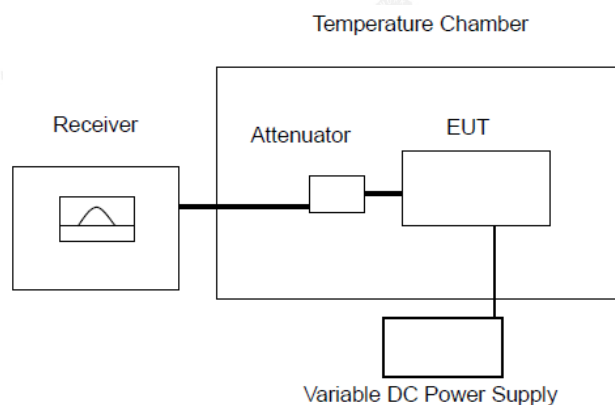 Temperature Chamber
Receiver
Attenuator
EUT
Variable DC Power Supply